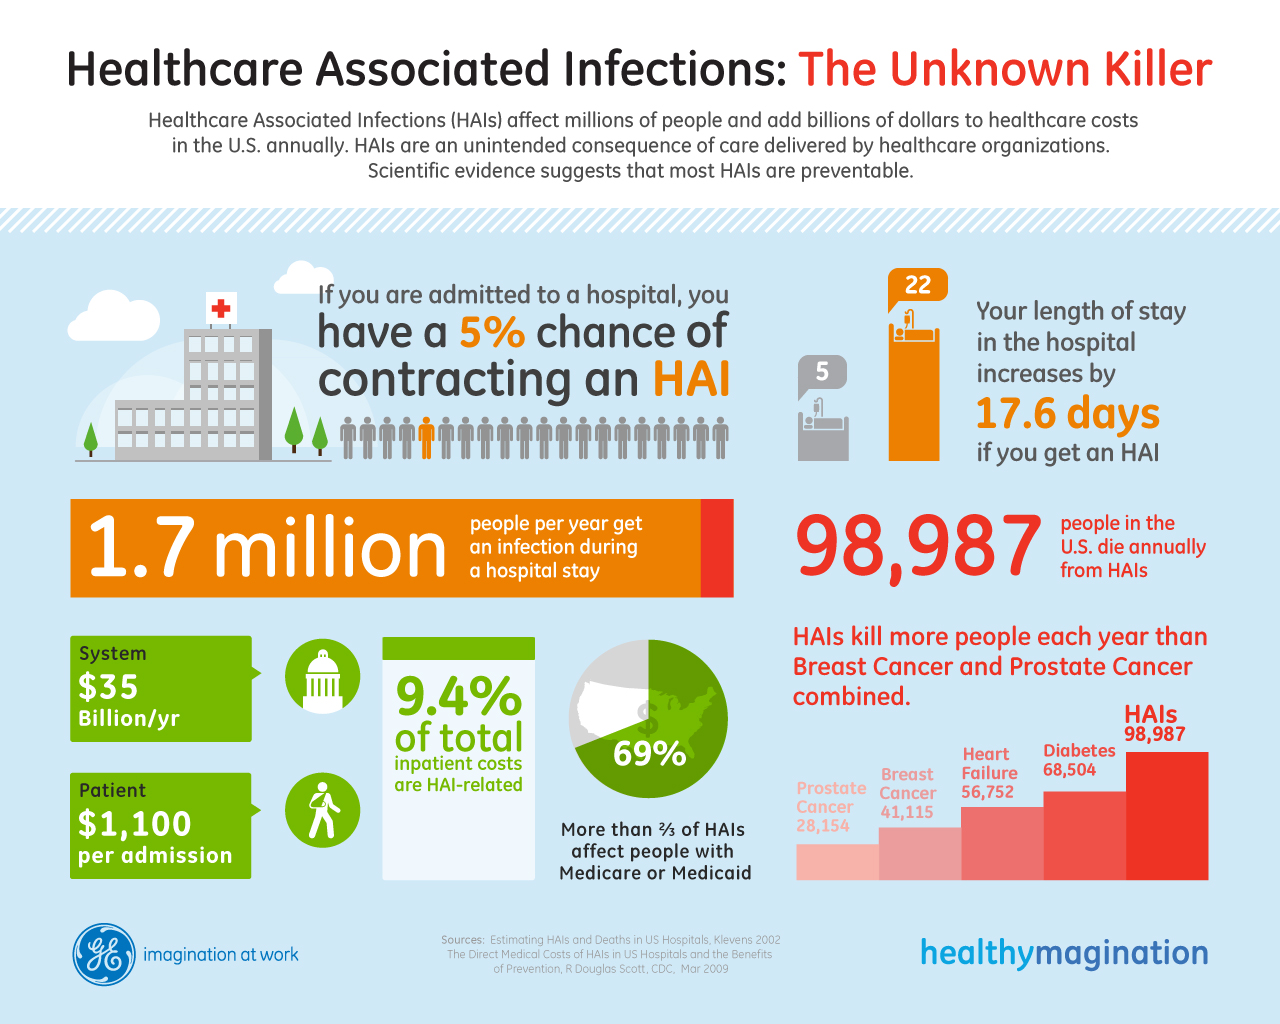 Healthcare Associated Infections: The Unknown Killer
Healthcare Associated Infections (HAIs) affect millions of people and add billions of dollars to healthcare costs
in the U.S. annually. HAIs are an unintended consequence of care delivered by healthcare organizations.
Scientific evidence suggests that most HAIs are preventable.
If you are admitted to a hospital, you
have a 5% chance of
contracting an HAI
5
22
Your length of stay
in the hospital
increases by
17.6 days
if you get an HAI
1.7 million
people per year get
an infection during
a hospital stay
98,987
people in the
U.S. die annually
from HAIs
System
$35
Billion/yr
Patient
$1,100
per admission
9.4%
of total
inpatient costs
are HAI-related
$
69%
More than ⅔ of HAIs
affect people with
Medicare or Medicaid
HAIs kill more people each year than
Breast Cancer and Prostate Cancer
combined.
Prostate
Cancer
28,154
Breast
Cancer
41,115
Heart
Failure
56,752
Diabetes
68,504
HAIs
98,987
GE
imagination at work
Sources: Estimating HAIs and Deaths in US Hospitals, Klevens 2002
The Direct Medical Costs of HAIs in US Hospitals and the Benefits
of Prevention, R Douglas Scott, CDC, Mar 2009
healthymagination